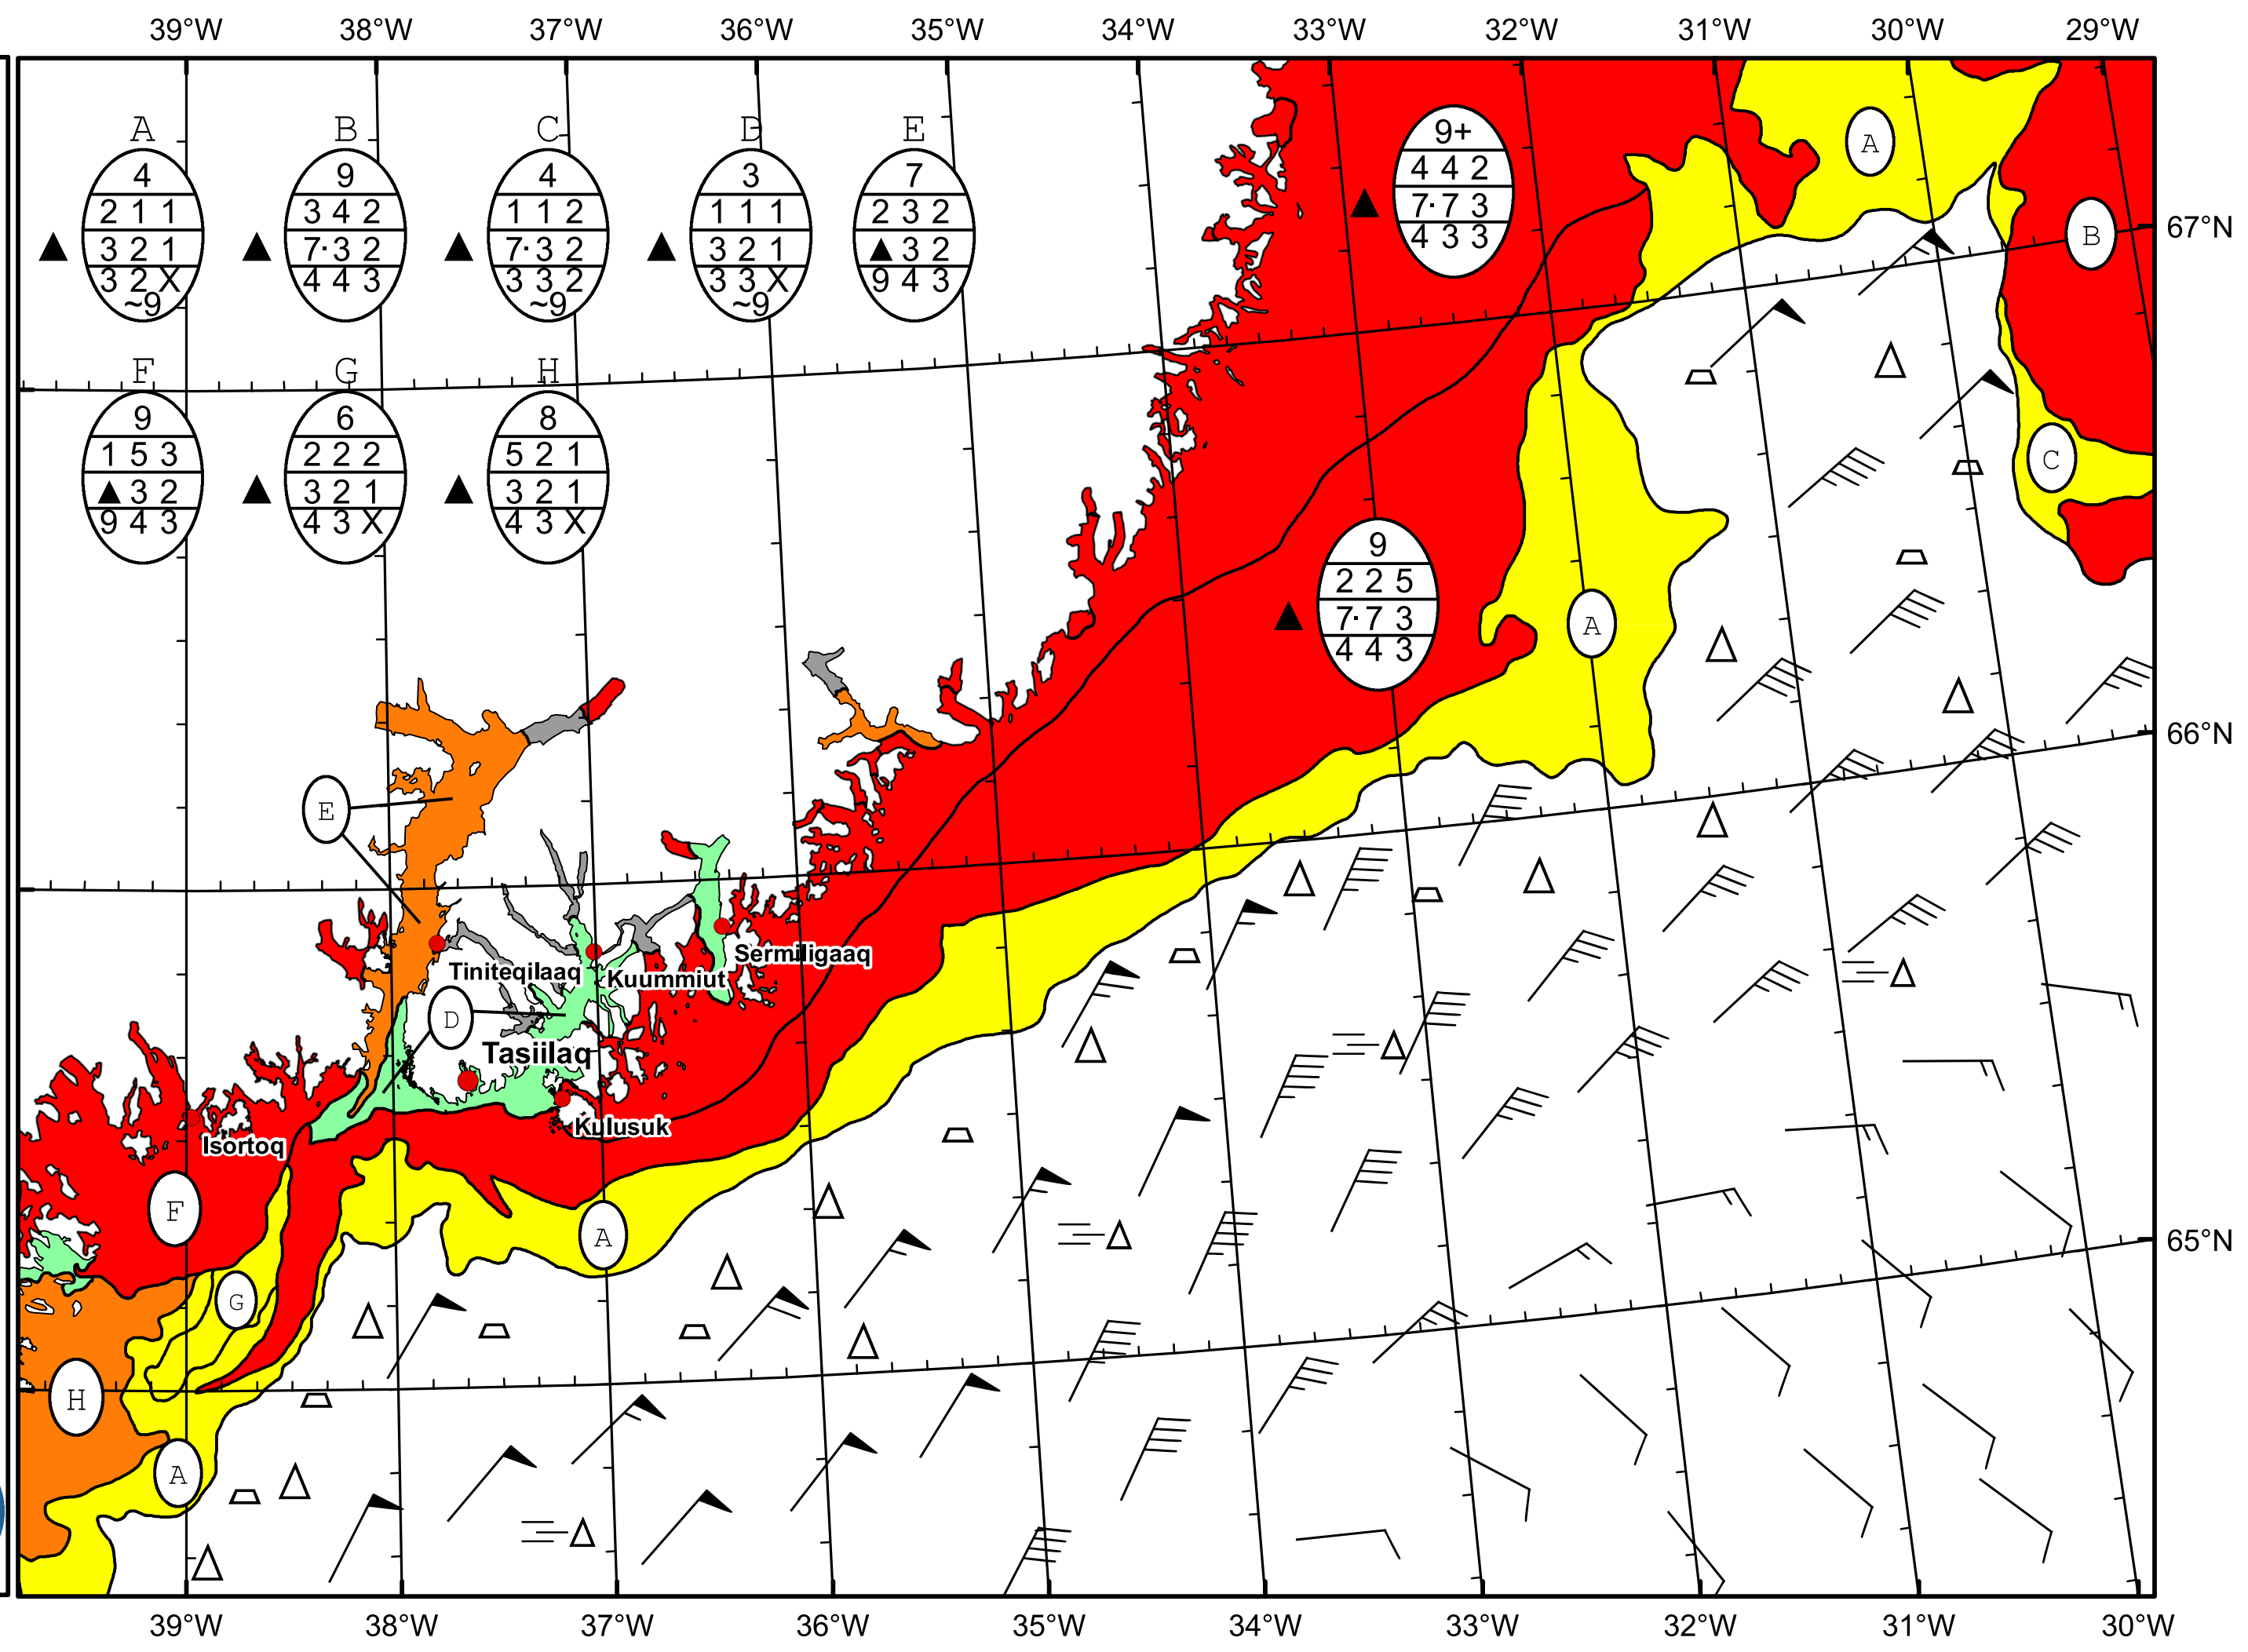 39°W 38°W 37°W 36°W 35°W 34°W 33°W 32°W 31°W 30°W 29°W
A B C D E
4 9 4 3 7
2 1 1 3 4 2 1 1 2 1 1 1 2 3 2
▲ 3 2 1 ▲ 7· 3 2 ▲ 7· 3 2 ▲ 3 2 1 ▲ 3 2
3 2 X 4 4 3 3 3 2 3 3 X 9 4 3
~9 ~9 ~9
9+
4 4 2
▲ 7· 7 3
4 3 3
A
B
67°N
F G H
9 6 8
1 5 3 2 2 2 5 2 1
▲ 3 2 ▲ 3 2 1 ▲ 3 2 1
9 4 3 4 3 X 4 3 X
C
9
2 2 5
▲ 7· 7 3
4 4 3
A
66°N
E
Sermiligaaq
Tiniteqilaaq
Kuummiut
D
Tasiilaq
Kulusuk
Isortoq
F
A
65°N
G
H
A
39°W 38°W 37°W 36°W 35°W 34°W 33°W 32°W 31°W 30°W